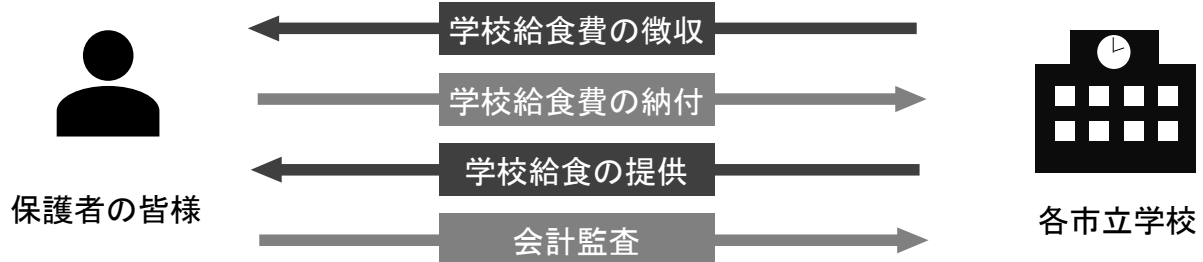 学校給食費の徴収
学校給食費の納付
学校給食の提供
会計監査
保護者の皆様
各市立学校